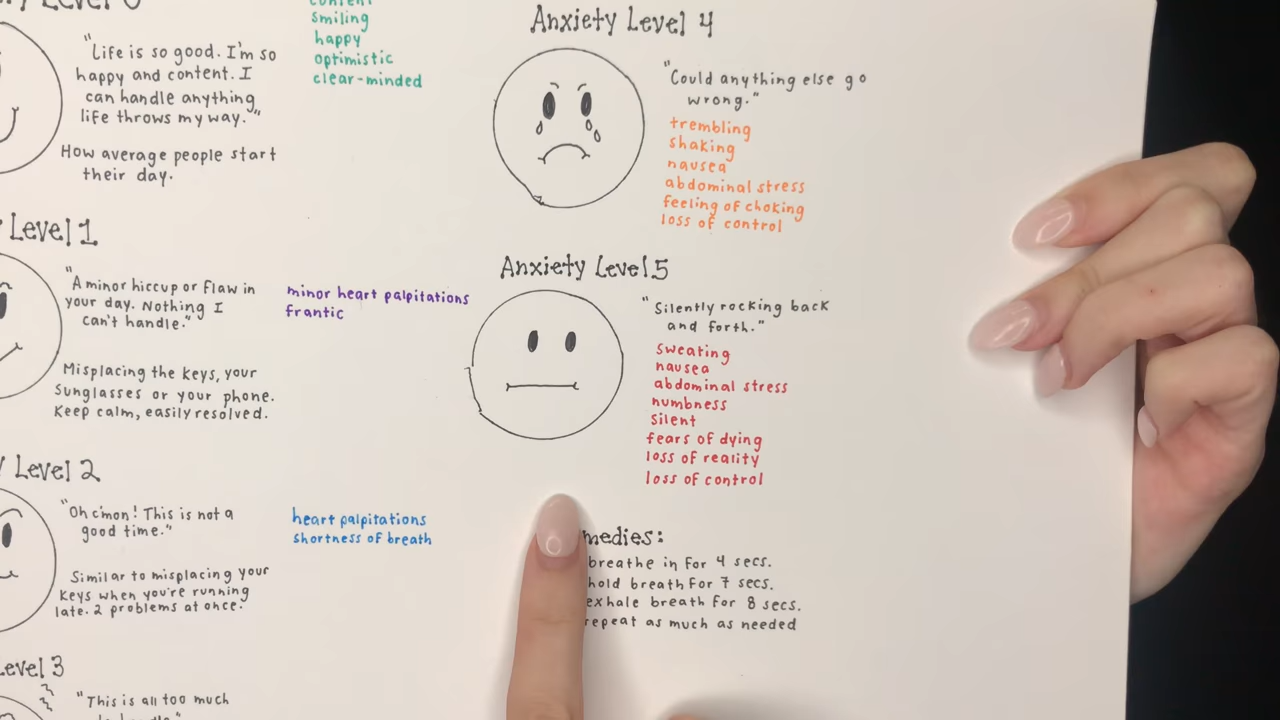 Level 0
"Life is so good. I'm so
happy and content. I
can handle anything
life throws my way."
How average people start
their day.
content
smiling
happy
optimistic
clear-minded
Level 1
"A minor hiccup or flaw in
your day. Nothing I
can't handle."
Misplacing the keys, your
sunglasses or your phone.
Keep calm, easily resolved.
minor heart palpitations
frantic
Level 2
"Oh c'mon! This is not a
good time."
Similar to misplacing your
keys when you're running
late. 2 problems at once.
heart palpitations
shortness of breath
Level 3
"This is all too much
Anxiety Level 4
"Could anything else go
wrong."
trembling
shaking
nausea
abdominal stress
feeling of choking
loss of control
Anxiety Level 5
"Silently rocking back
and forth."
sweating
nausea
abdominal stress
numbness
silent
fears of dying
loss of reality
loss of control
medies:
breathe in for 4 secs.
hold breath for 7 secs.
exhale breath for 8 secs.
repeat as much as needed